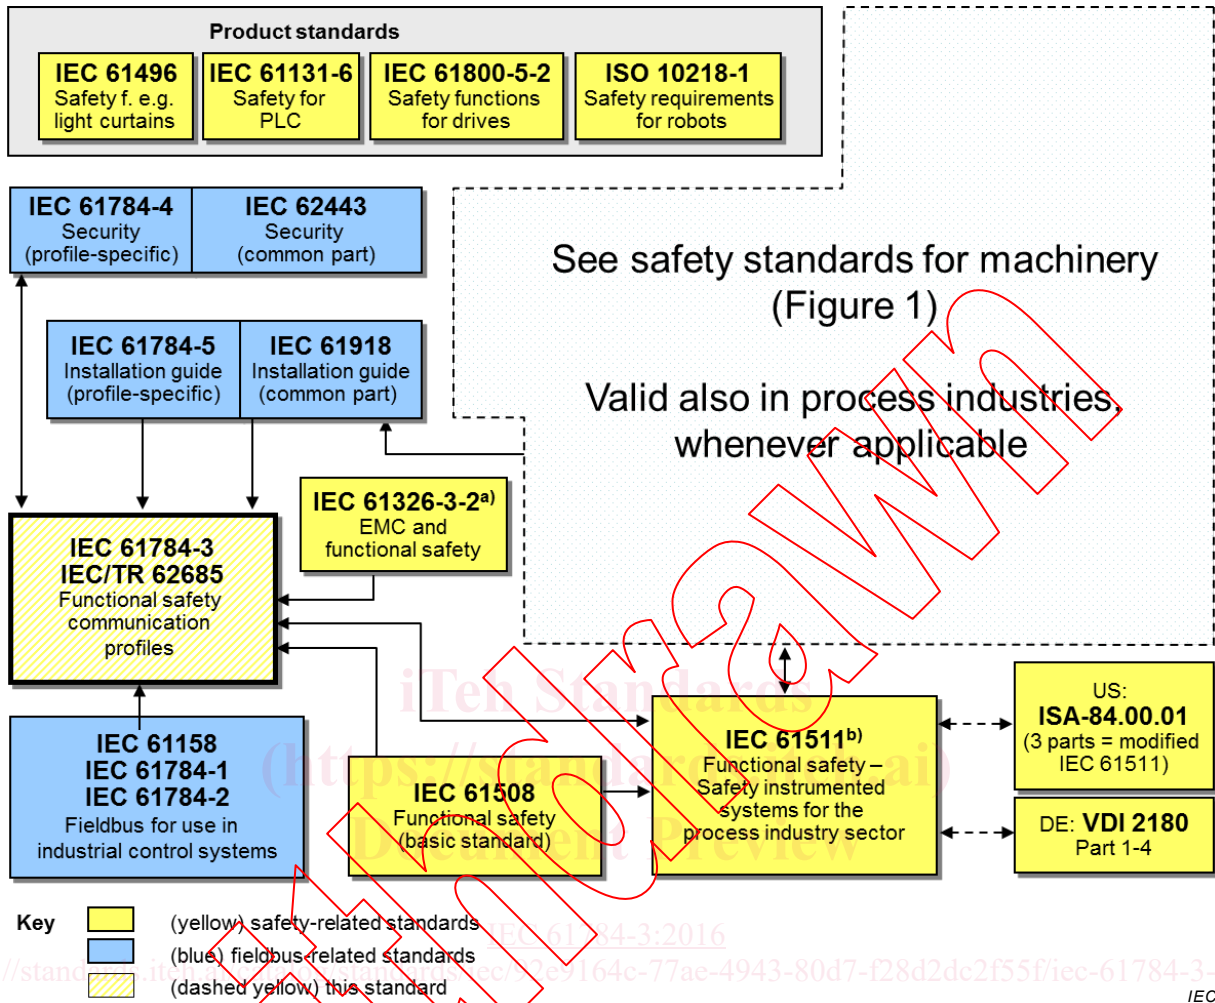 Product standards
IEC 61496
Safety f. e.g.
light curtains
IEC 61131-6
Safety for
PLC
IEC 61800-5-2
Safety functions
for drives
ISO 10218-1
Safety requirements
for robots
IEC 61784-4
Security
(profile-specific)
IEC 62443
Security
(common part)
See safety standards for machinery
(Figure 1)
Valid also in process industries,
whenever applicable
IEC 61784-5
Installation guide
(profile-specific)
IEC 61918
Installation guide
(common part)
IEC 61326-3-2a)
EMC and
functional safety
IEC 61784-3
IEC/TR 62685
Functional safety
communication
profiles
IEC 61158
IEC 61784-1
IEC 61784-2
Fieldbus for use in
industrial control systems
IEC 61508
Functional safety
(basic standard)
IEC 61511b)
Functional safety –
Safety instrumented
systems for the
process industry sector
US:
ISA-84.00.01
(3 parts = modified
IEC 61511)
DE: VDI 2180
Part 1-4
Key
(yellow) safety-related standards
(blue) fieldbus-related standards
(dashed yellow) this standard
IEC
iTeh Standards
(https://standards.iteh.ai)
Document Preview
IEC 61784-3:2016